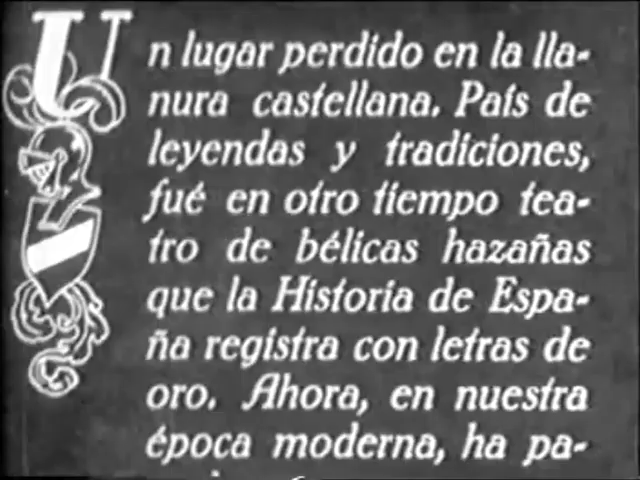 Un lugar perdido en la lla-
nura castellana. País de
leyendas y tradiciones,
fué en otro tiempo tea-
tro de bélicas hazañas
que la Historia de Espa-
ña registra con letras de
oro. Ahora, en nuestra
época moderna, ha pa-